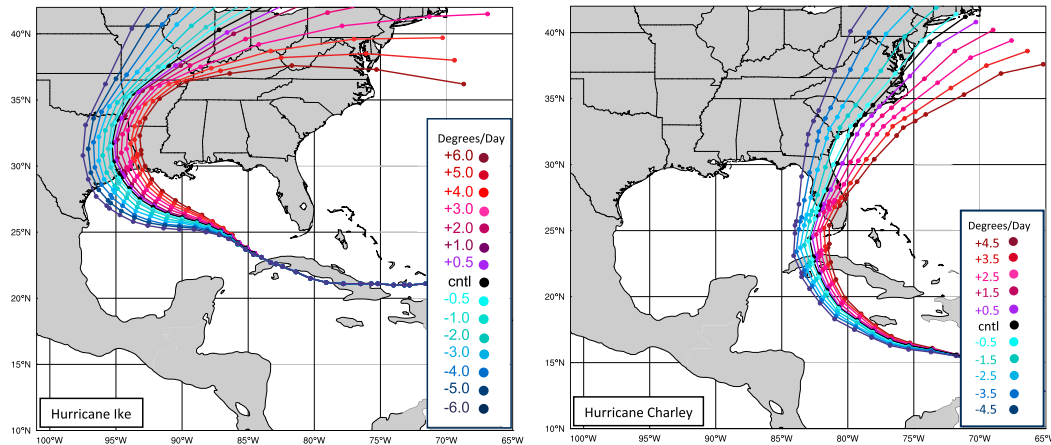 40°N
35°N
30°N
25°N
20°N
15°N
10°N
100°W
95°W
90°W
85°W
80°W
75°W
70°W
65°W
Degrees/Day
+6.0
+5.0
+4.0
+3.0
+2.0
+1.0
+0.5
cntl
-0.5
-1.0
-2.0
-3.0
-4.0
-5.0
-6.0
Hurricane Ike
40°N
35°N
30°N
25°N
20°N
15°N
10°N
100°W
95°W
90°W
85°W
80°W
75°W
70°W
65°W
Degrees/Day
+4.5
+3.5
+2.5
+1.5
+0.5
cntl
-0.5
-1.5
-2.5
-3.5
-4.5
Hurricane Charley